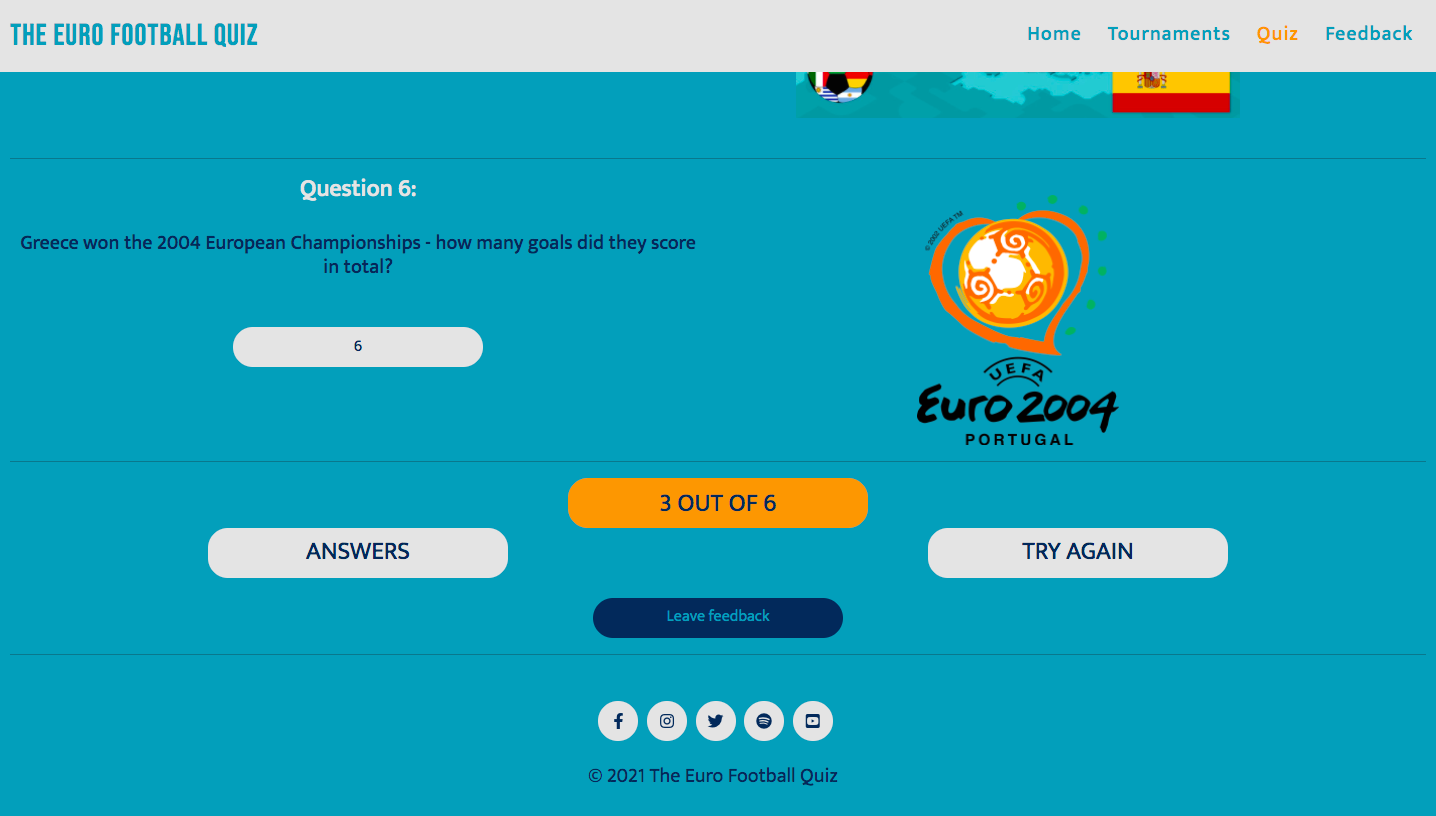 THE EURO FOOTBALL QUIZ
Home Tournaments Quiz Feedback
Question 6:
Greece won the 2004 European Championships - how many goals did they score
in total?
6
© 2002, UEFA TM
UEFA
Euro 2004
PORTUGAL
3 OUT OF 6
ANSWERS
TRY AGAIN
Leave feedback
© 2021 The Euro Football Quiz